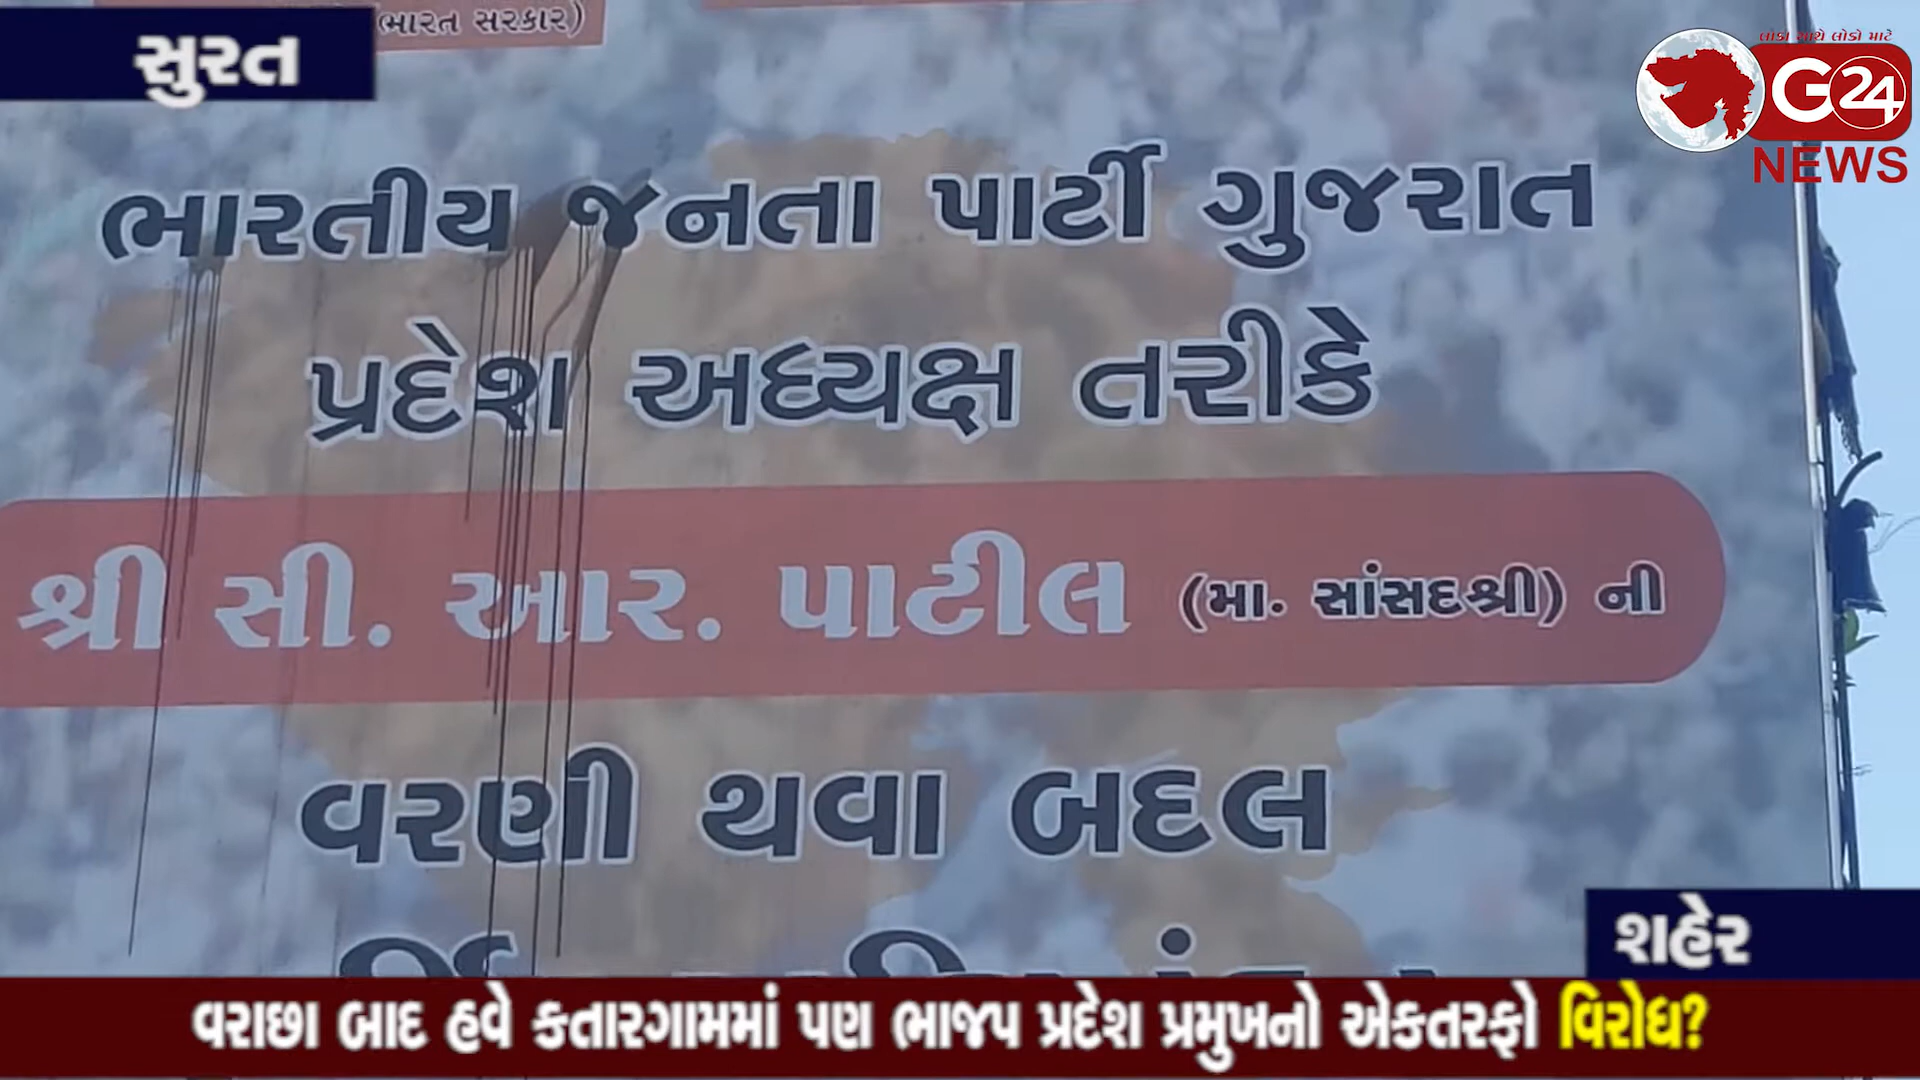 (ભારત સરકાર)
સુરત
લોકો સાથે લોકો માટે
G24
NEWS
ભારતીય જનતા પાર્ટી ગુજરાત
પ્રદેશ અધ્યક્ષ તરીકે
શ્રી સી. આર. પાટીલ (મા. સાંસદશ્રી) ની
વરણી થવા બદલ
શહેર
વરાછા બાદ હવે કતારગામમાં પણ ભાજપ પ્રદેશ પ્રમુખનો એકતરફો વિરોધ?